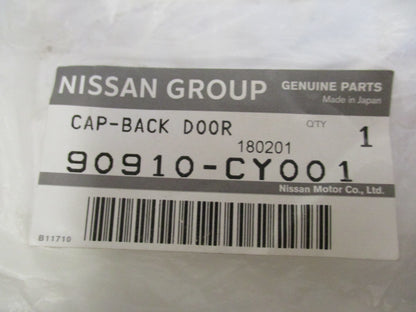 NISSAN GROUP GENUINE PARTS
Made in Japan
CAP-BACK DOOR QTY 1
180201
90910-CY001
Nissan Motor Co., Ltd.
B11710